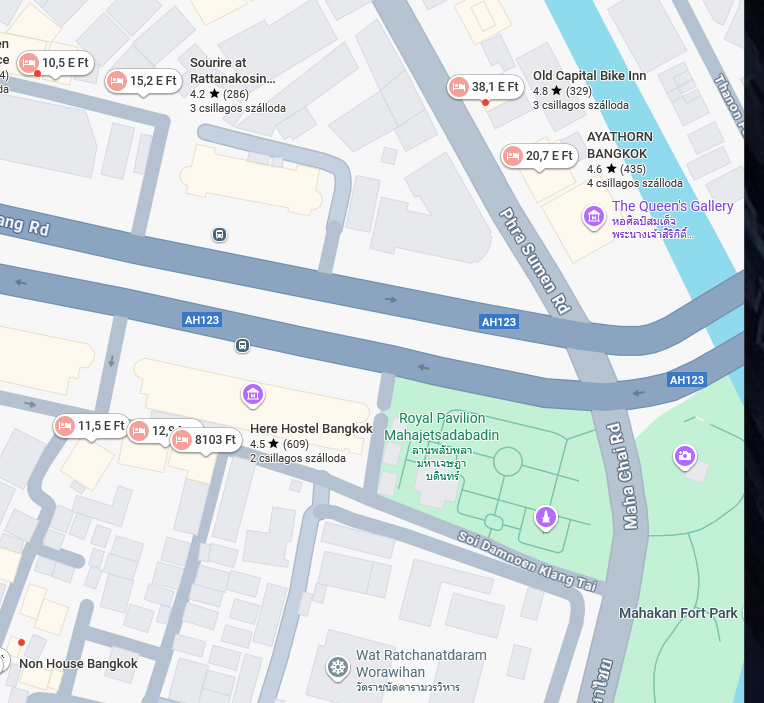 10,5 E Ft
15,2 E Ft
Sourire at
Rattanakosin...
4.2 ★ (286)
3 csillagos szálloda
38,1 E Ft
Old Capital Bike Inn
4.8 ★ (329)
3 csillagos szálloda
20,7 E Ft
AYATHORN
BANGKOK
4.6 ★ (435)
4 csillagos szálloda
Thanon
The Queen's Gallery
หอศิลป์สมเด็จ
พระนางเจ้าสิริกิติ์...
ang Rd
Phra Sumen Rd
AH123
AH123
AH123
11,5 E Ft
12,9
8103 Ft
Here Hostel Bangkok
4.5 ★ (609)
2 csillagos szálloda
Royal Pavilion
Mahajetsadabadin
ลานพลับพลา
มหาเจษฎา
บดินทร์
Maha Chai Rd
Soi Damnoen Klang Tai
Mahakan Fort Park
Non House Bangkok
Wat Ratchanatdaram
Worawihan
วัดราชนัดดารามวรวิหาร